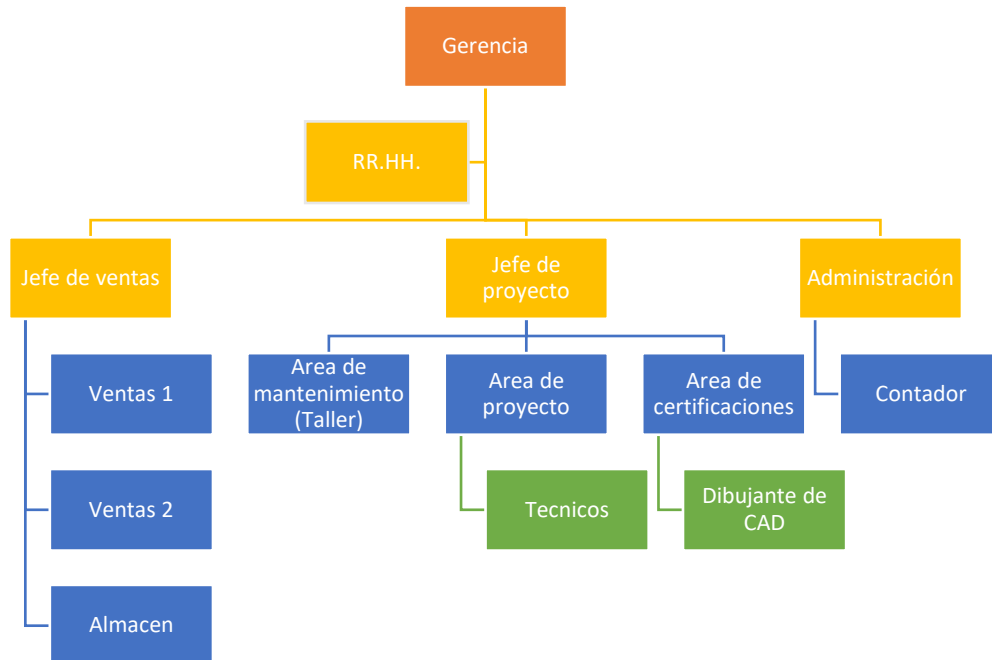 Gerencia
RR.HH.
Jefe de ventas
Jefe de
proyecto
Administración
Ventas 1
Area de
mantenimiento
(Taller)
Area de
proyecto
Area de
certificaciones
Contador
Ventas 2
Tecnicos
Dibujante de
CAD
Almacen